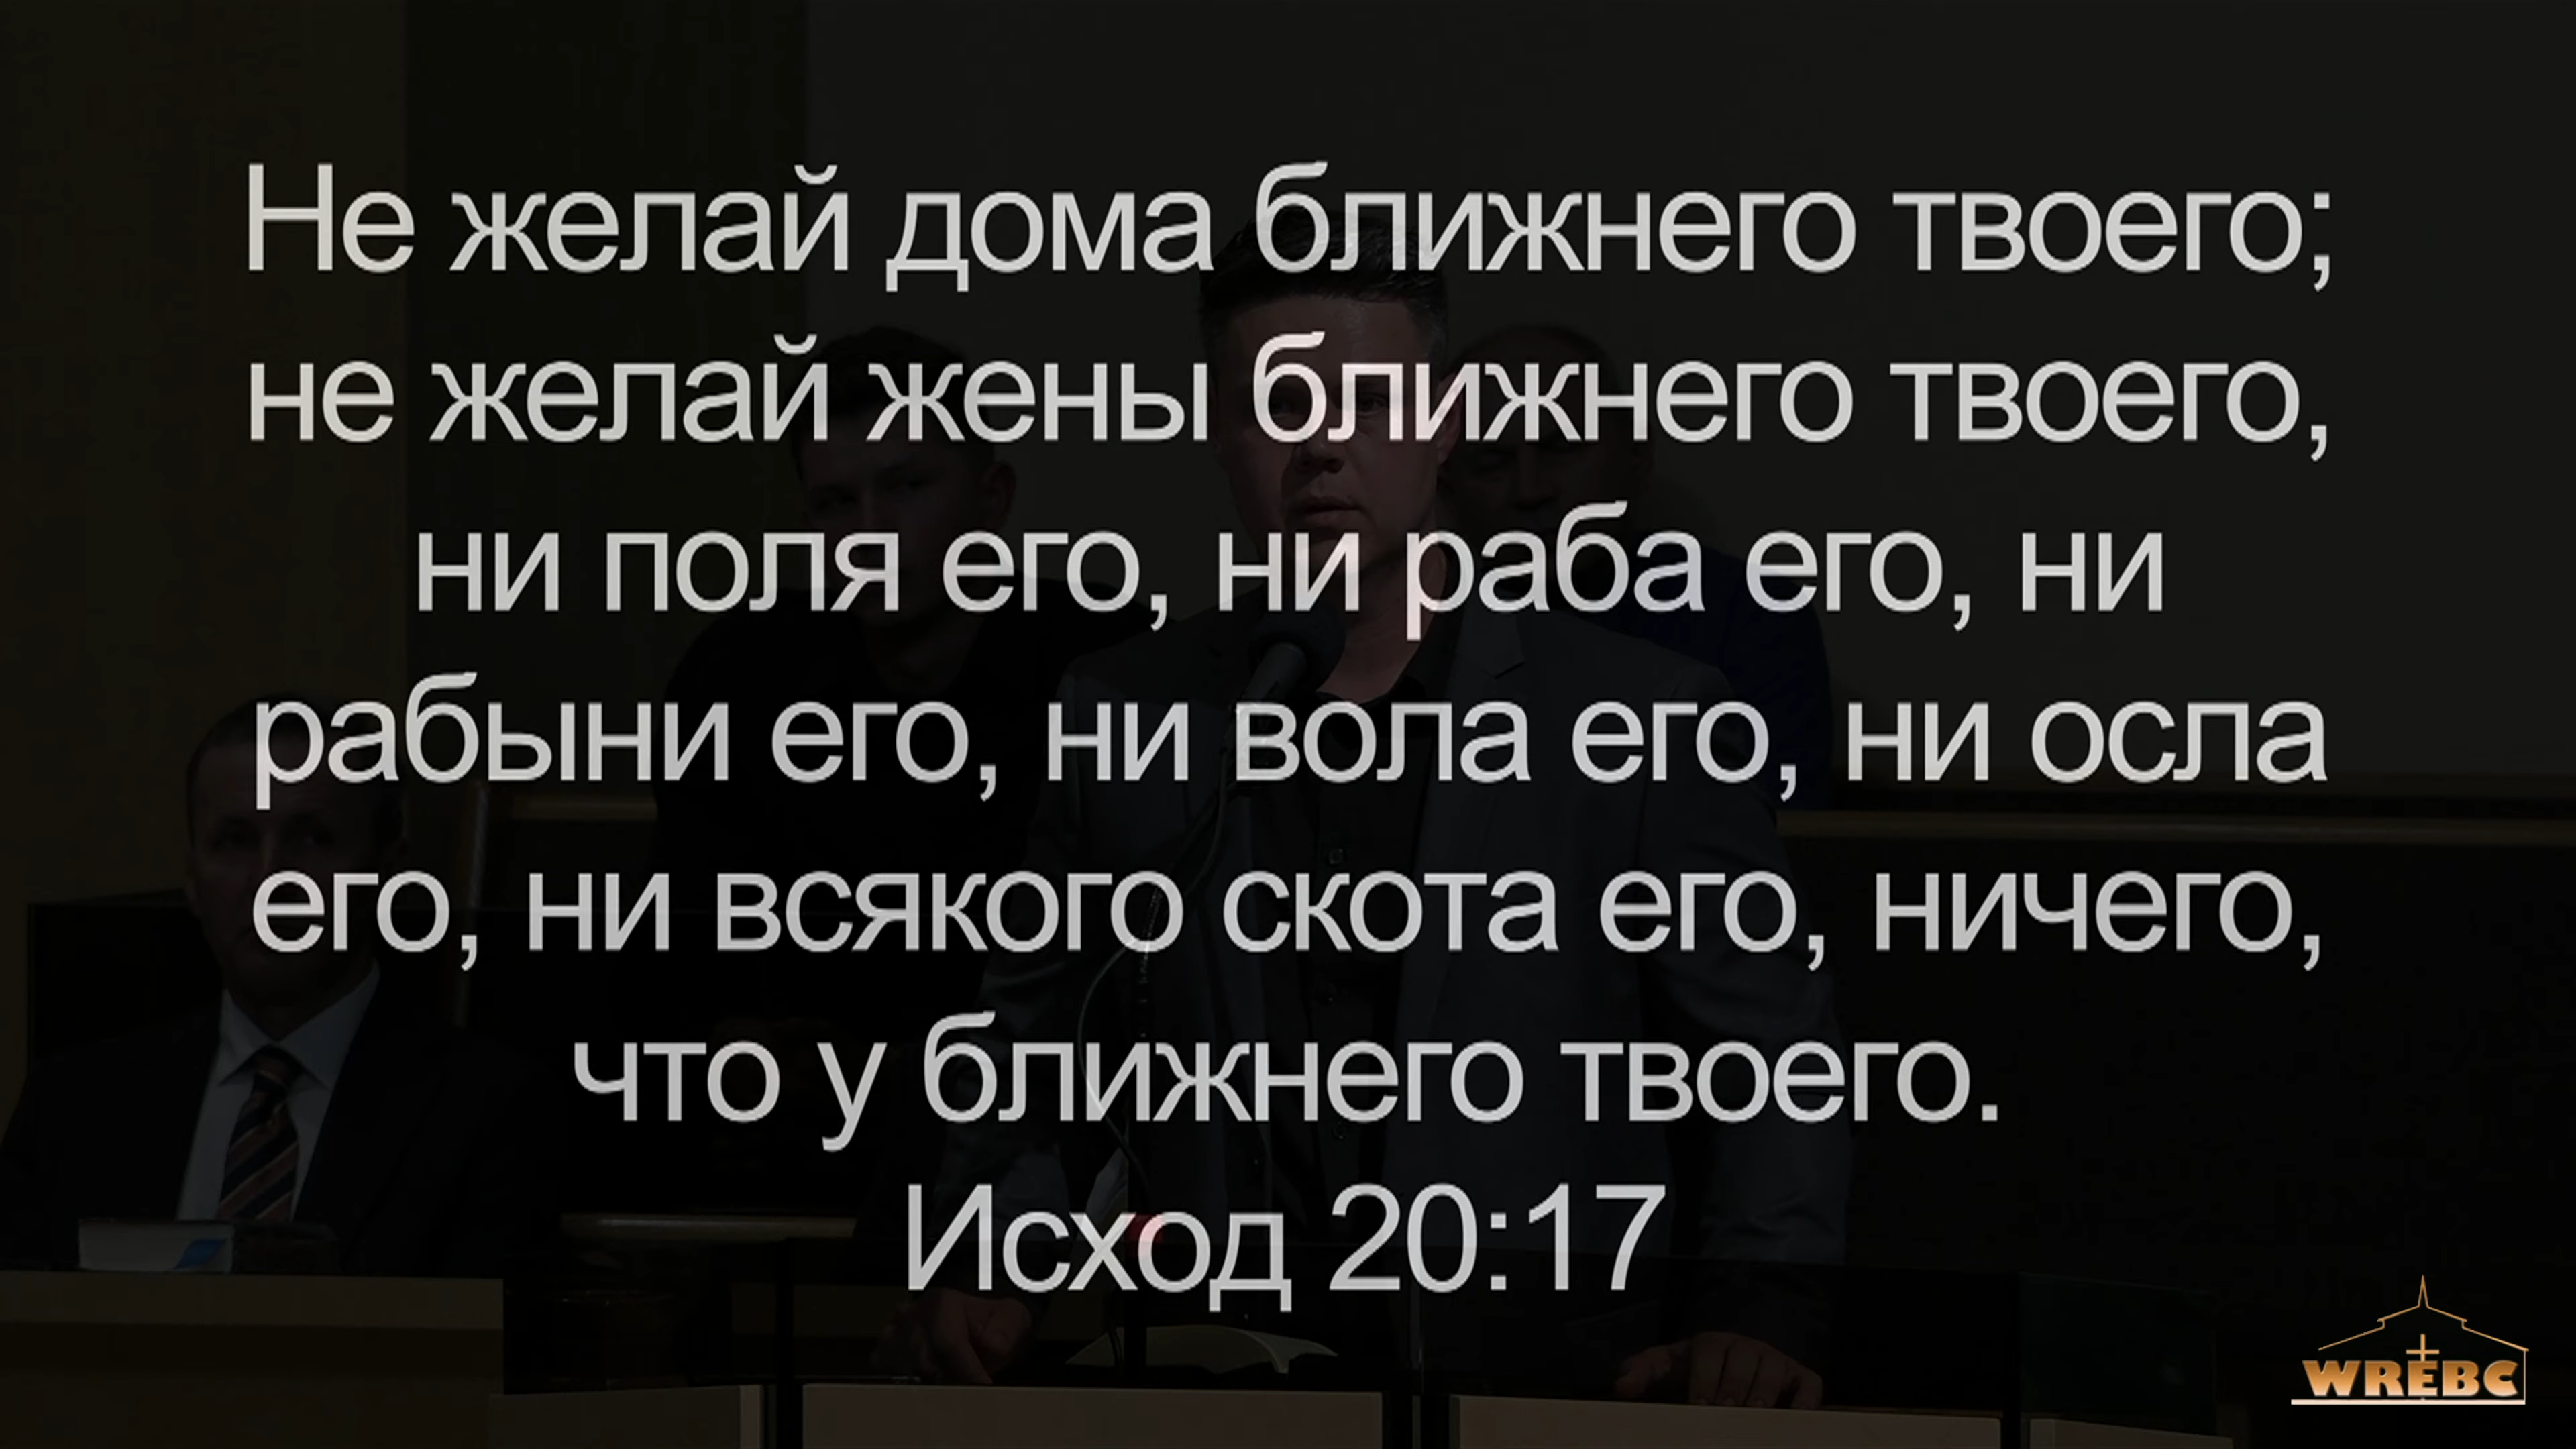 Не желай дома ближнего твоего;
не желай жены ближнего твоего,
ни поля его, ни раба его, ни
рабыни его, ни вола его, ни осла
его, ни всякого скота его, ничего,
что у ближнего твоего.
Исход 20:17
WREBC